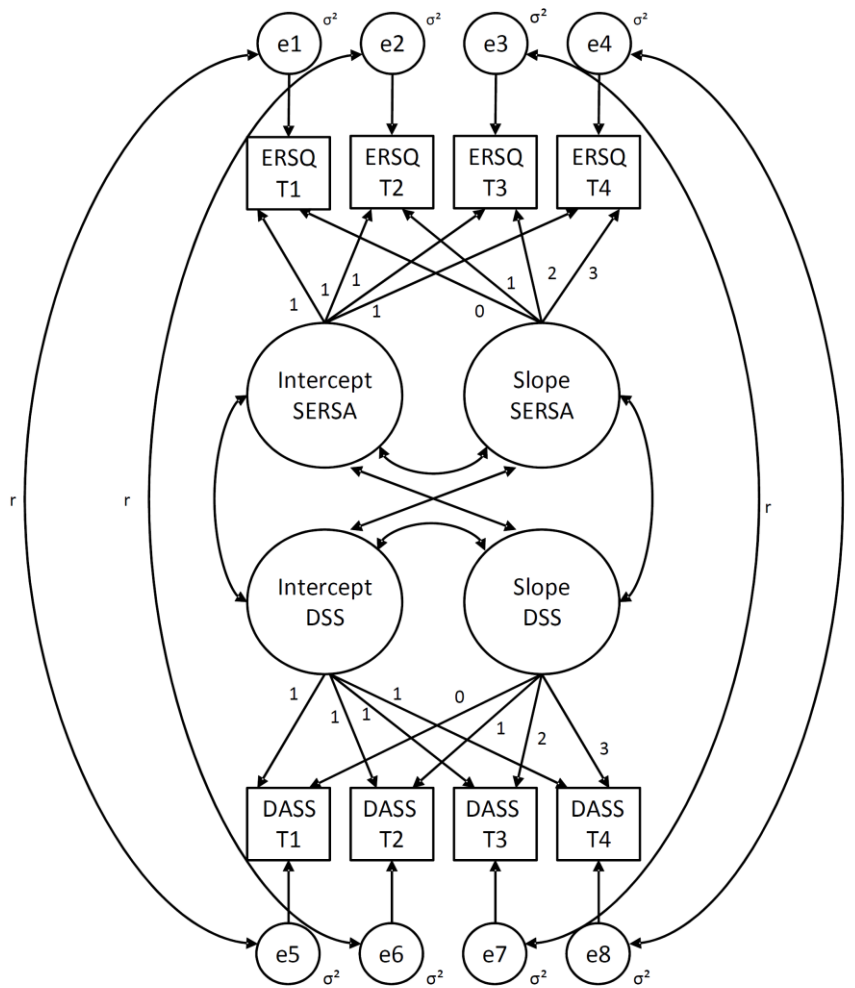 e1 σ² e2 σ² e3 σ² e4 σ²
ERSQ T1
ERSQ T2
ERSQ T3
ERSQ T4
1 1 1 1 0 1 2 3
Intercept
SERSA
Slope
SERSA
r r r
Intercept
DSS
Slope
DSS
1 1 1 1 0 1 2 3
DASS T1
DASS T2
DASS T3
DASS T4
e5 σ² e6 σ² e7 σ² e8 σ²